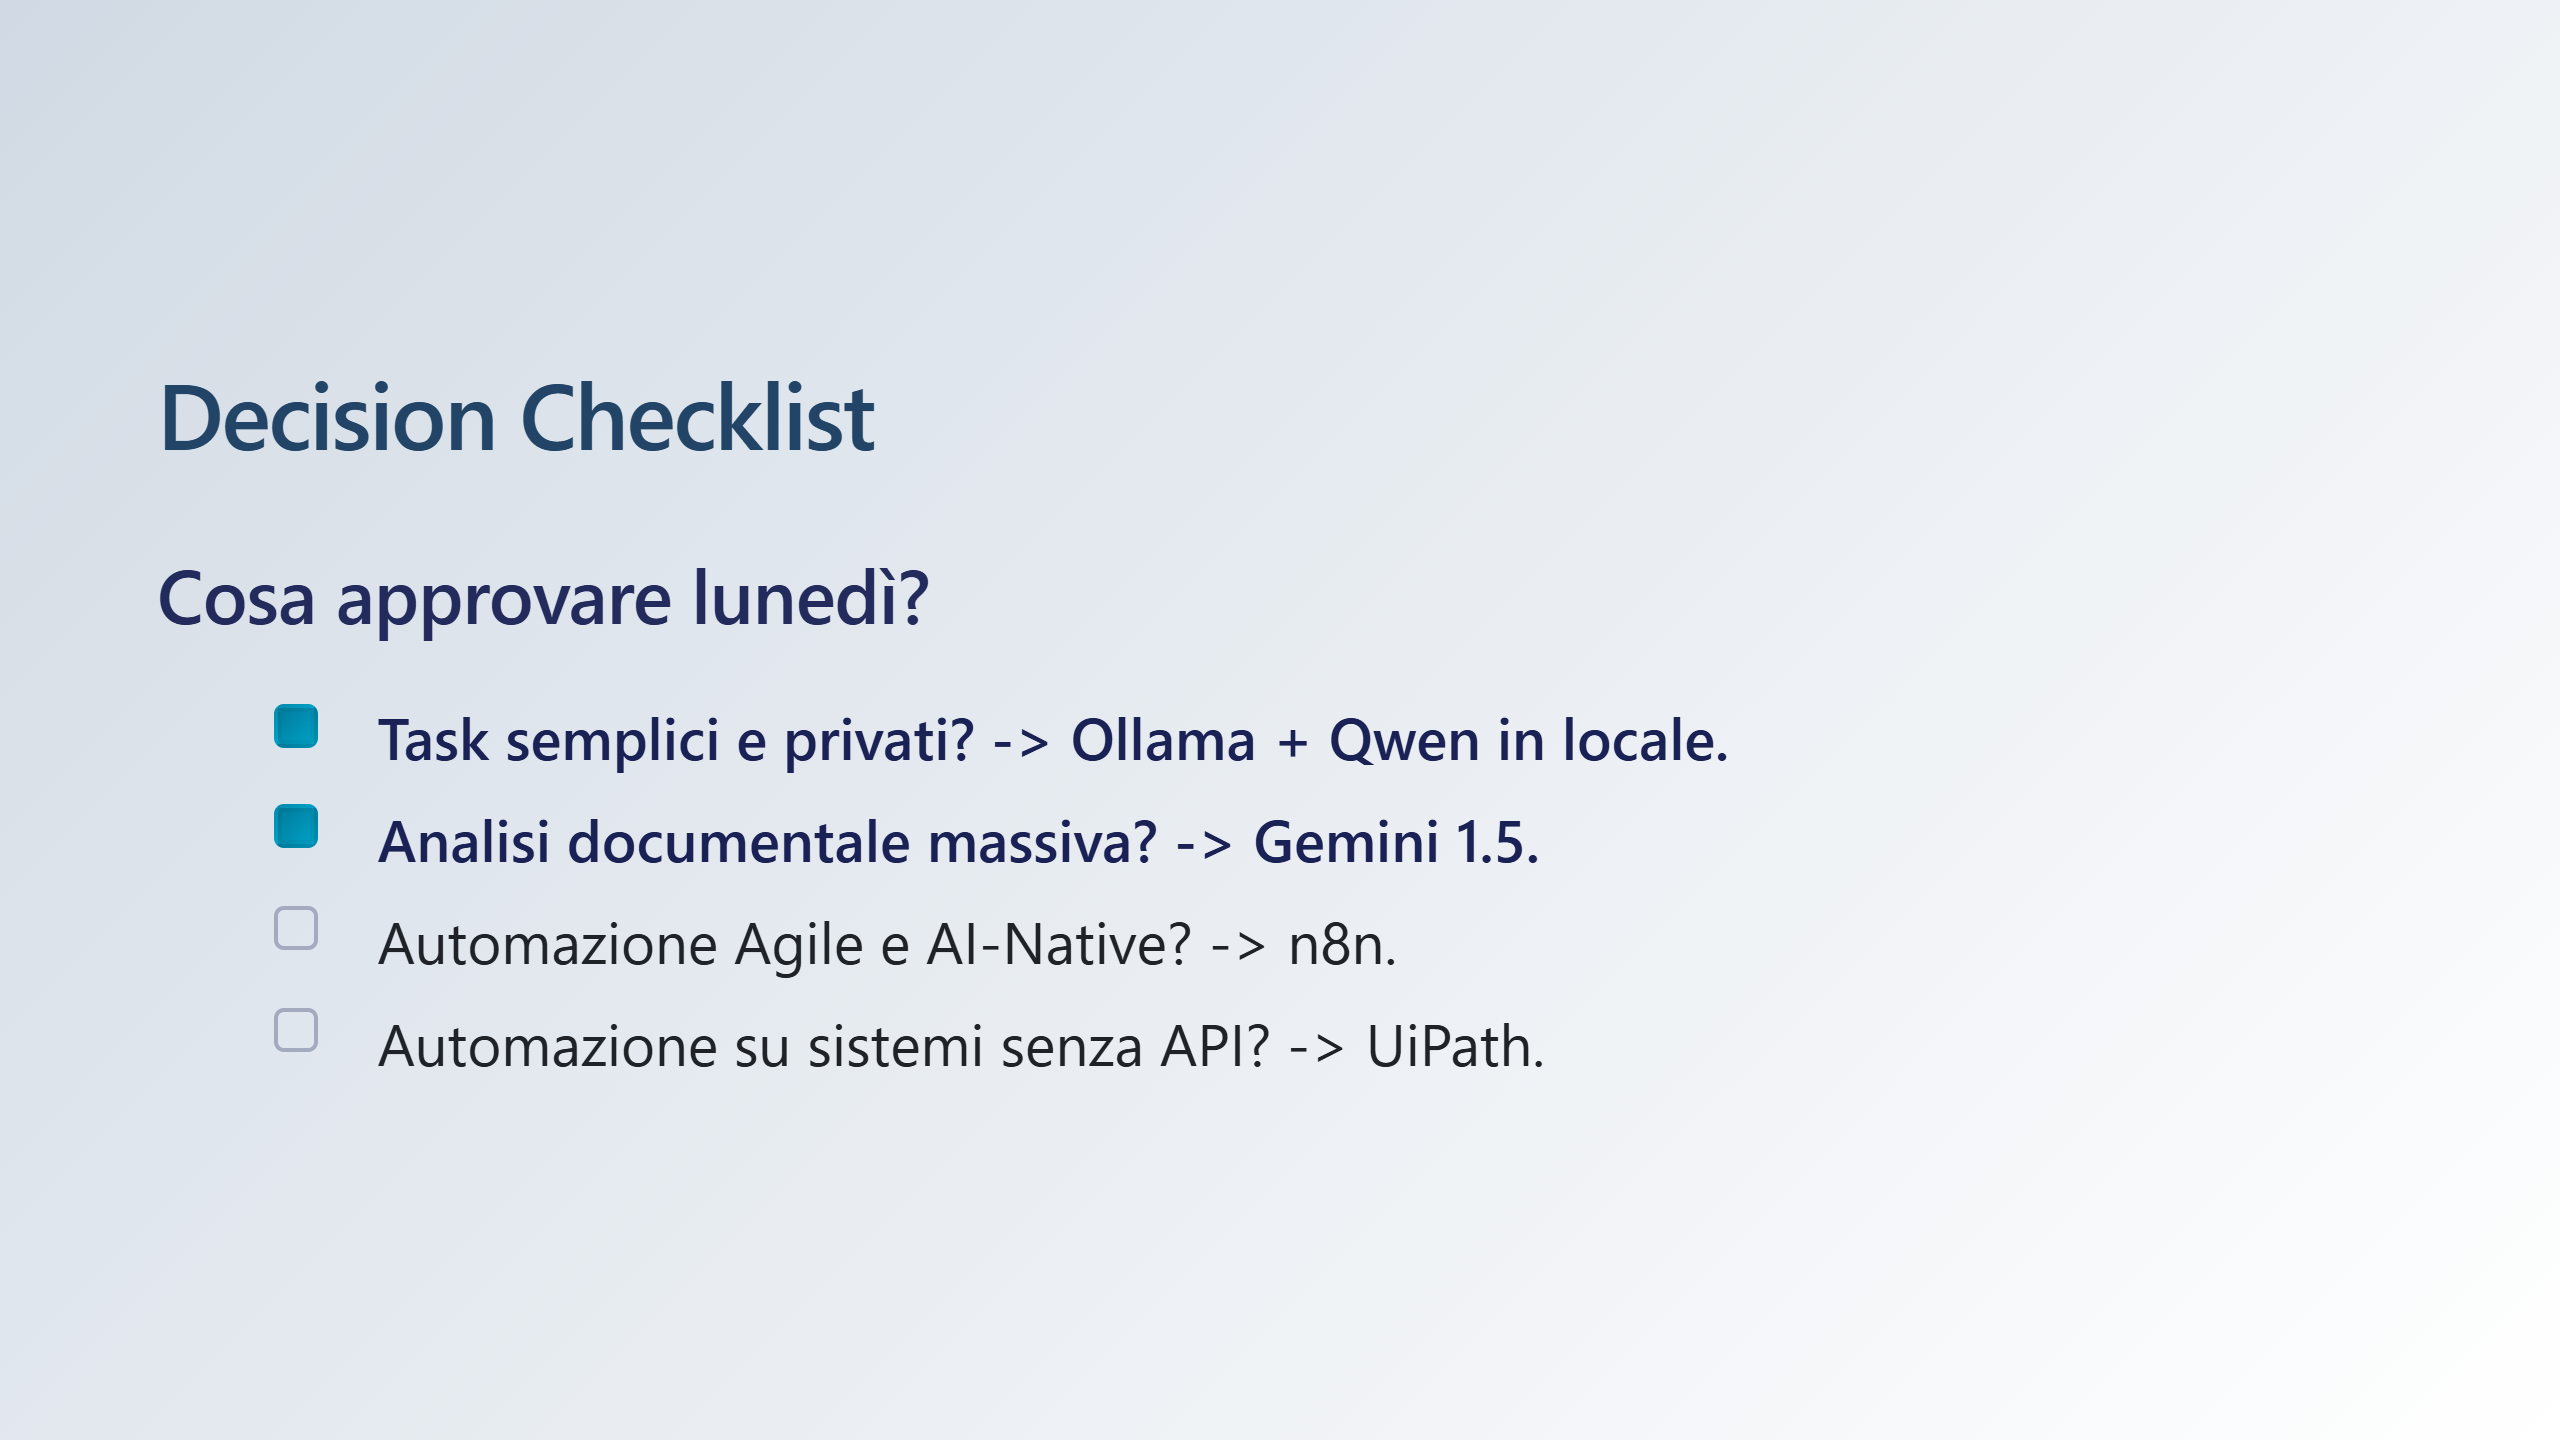 Decision Checklist
Cosa approvare lunedì?
Task semplici e privati? -> Ollama + Qwen in locale.
Analisi documentale massiva? -> Gemini 1.5.
Automazione Agile e AI-Native? -> n8n.
Automazione su sistemi senza API? -> UiPath.